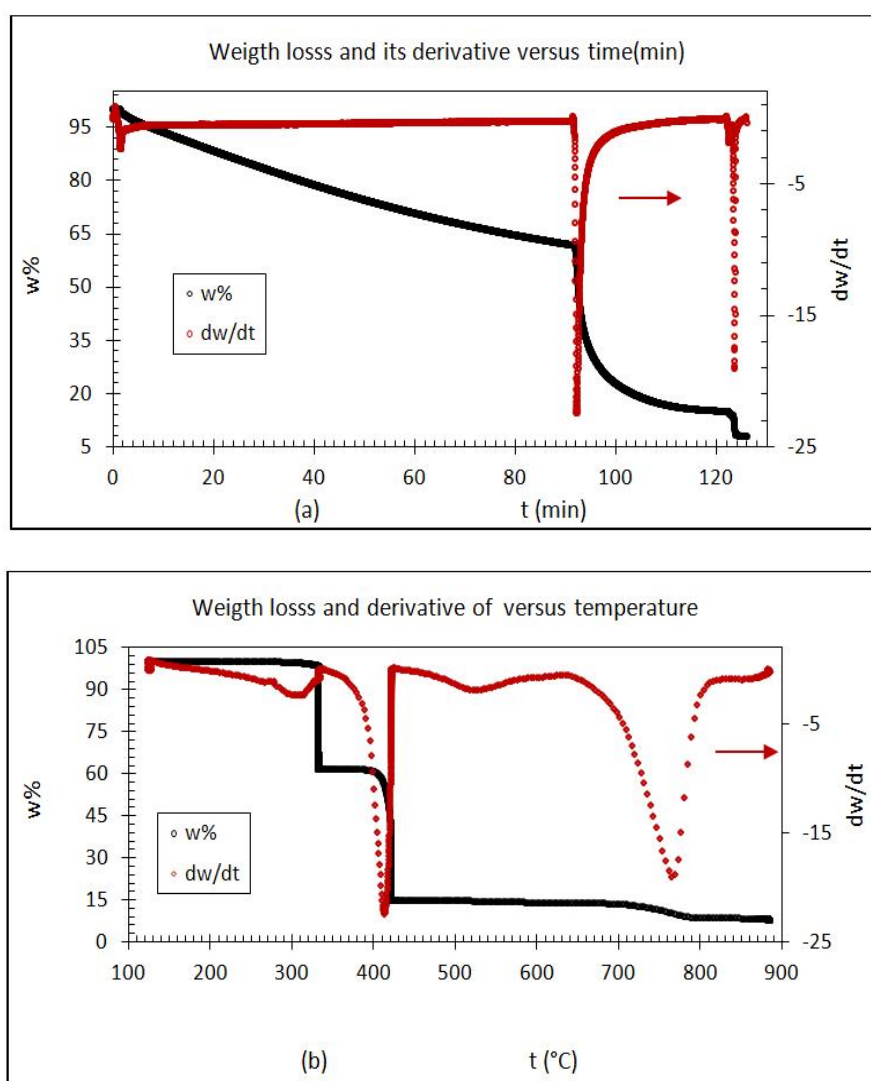 Weigth losss and its derivative versus time(min)
95
80
65
50
35
20
5
w%
w%
dw/dt
-5
-15
-25
dw/dt
0 20 40 60 80 100 120
(a) t (min)
Weigth losss and derivative of versus temperature
105
90
75
60
45
30
15
0
w%
w%
dw/dt
-5
-15
-25
dw/dt
100 200 300 400 500 600 700 800 900
(b) t (°C)